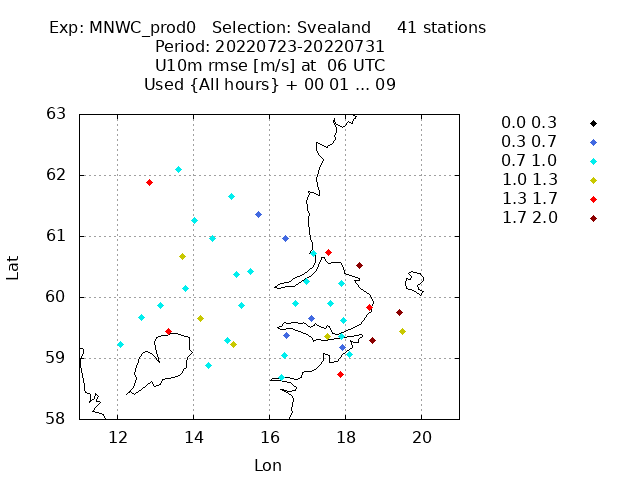 Exp: MNWC_prod0   Selection: Svealand     41 stations
Period: 20220723-20220731
U10m rmse [m/s] at  06 UTC
Used {All hours} + 00 01 ... 09
63
62
61
60
59
58
Lat
12 14 16 18 20
Lon
0.0 0.3
0.3 0.7
0.7 1.0
1.0 1.3
1.3 1.7
1.7 2.0